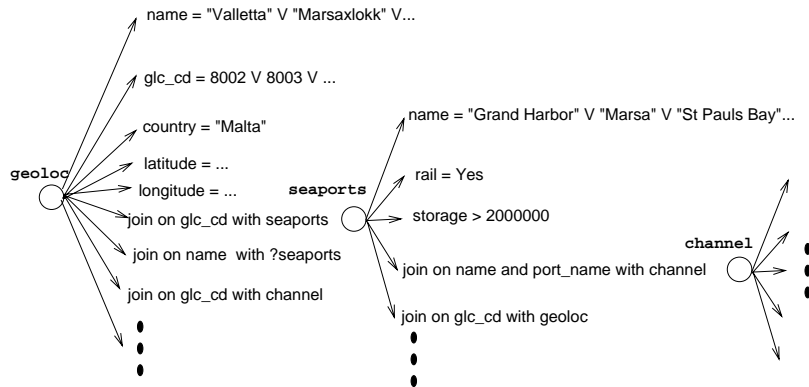 name = "Valletta" V "Marsaxlokk" V...
glc_cd = 8002 V 8003 V ...
country = "Malta"
latitude = ...
longitude = ...
geoloc
join on glc_cd with seaports
join on name with ?seaports
join on glc_cd with channel
name = "Grand Harbor" V "Marsa" V "St Pauls Bay"...
rail = Yes
seaports
storage > 2000000
join on name and port_name with channel
join on glc_cd with geoloc
channel